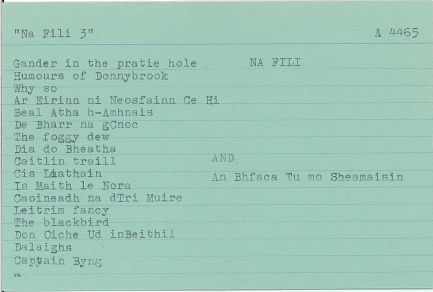 "Na Fili 3" A 4465
Gander in the pratie hole NA FILI
Humours of Donnybrook
Why so
Ar Eirinn ni Neosfainn Ce Hi
Beal Atha h-Amhnais
De Bharr na gCnoc
The foggy dew
Dia do Bheatha
Caitlin traill AND
Cis Liathain An Bhfaca Tu mo Sheamaisin
Is Maith le Nora
Caoineadh na dTri Muire
Leitrim fancy
The blackbird
Don Oiche Ud inBeithil
Dalaighs
Captain Byng